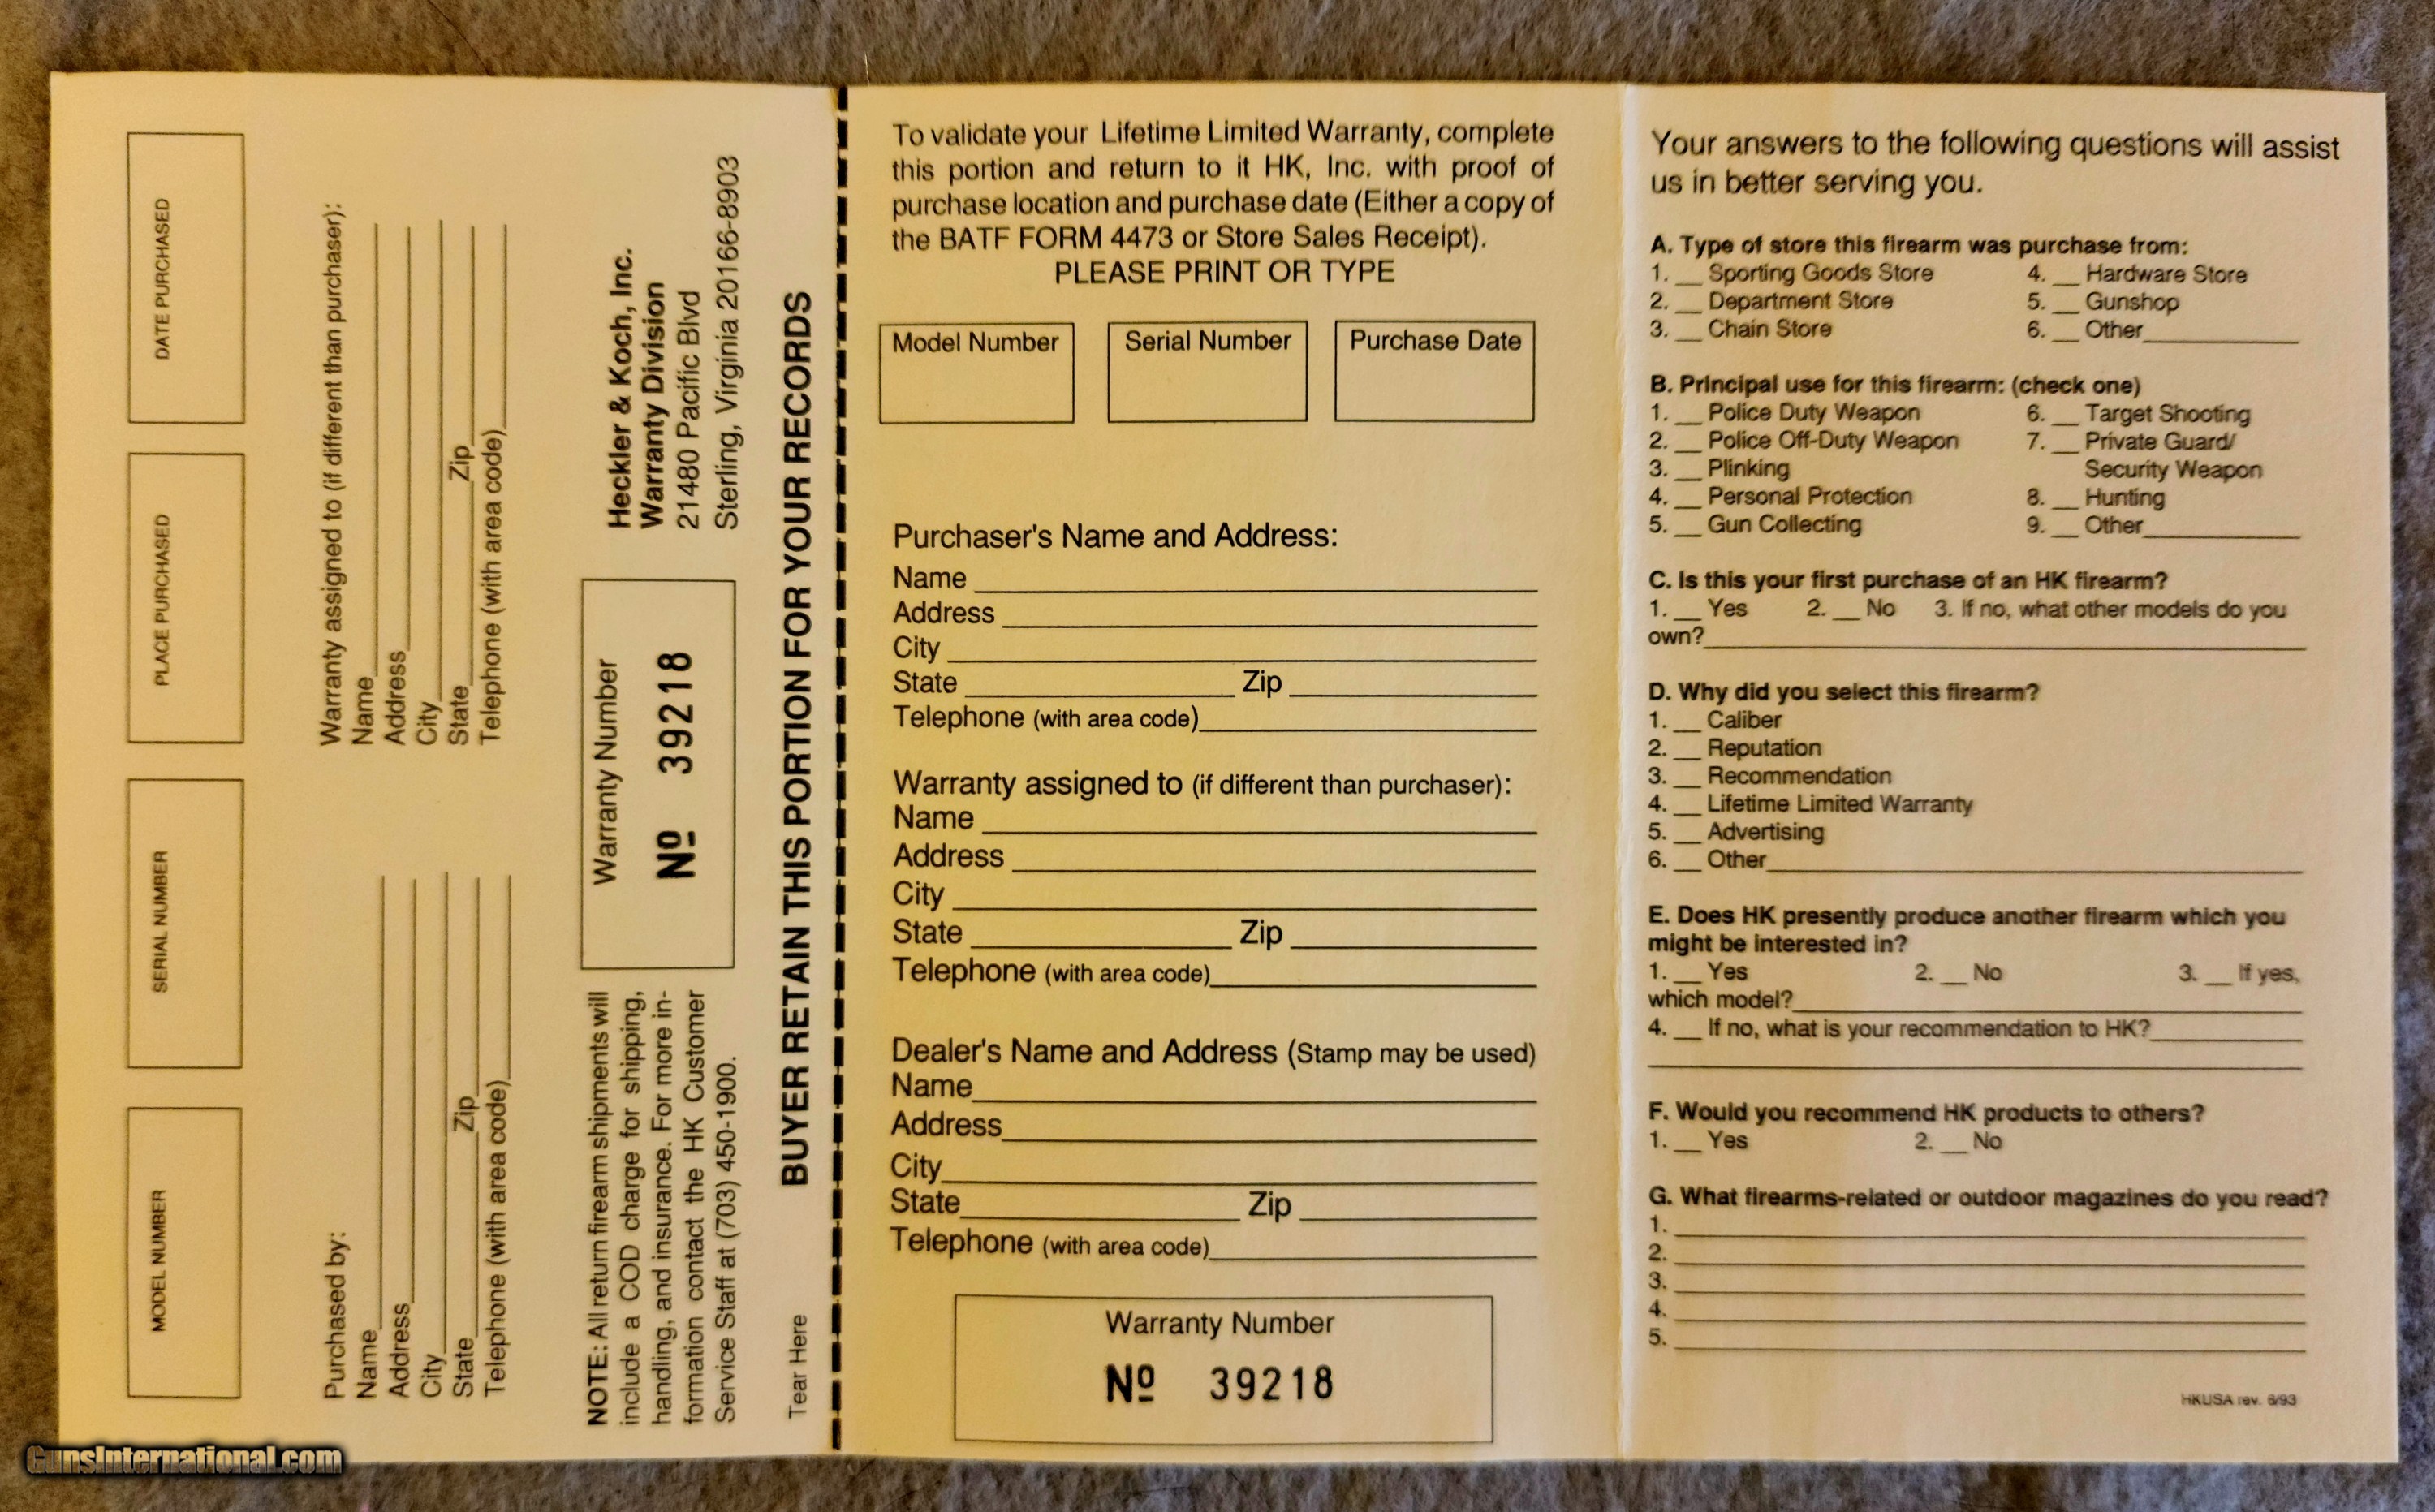 MODEL NUMBER
SERIAL NUMBER
PLACE PURCHASED
DATE PURCHASED
Purchased by:
Name
Address
City
State Zip
Telephone (with area code)
Warranty assigned to (if different than purchaser):
Name
Address
City
State Zip
Telephone (with area code)
NOTE: All return firearm shipments will
include a COD charge for shipping,
handling, and insurance. For more in-
formation contact the HK Customer
Service Staff at (703) 450-1900.
Warranty Number
Nº 39218
Heckler & Koch, Inc.
Warranty Division
21480 Pacific Blvd
Sterling, Virginia 20166-8903
Tear Here BUYER RETAIN THIS PORTION FOR YOUR RECORDS
To validate your Lifetime Limited Warranty, complete
this portion and return to it HK, Inc. with proof of
purchase location and purchase date (Either a copy of
the BATF FORM 4473 or Store Sales Receipt).
PLEASE PRINT OR TYPE
Model Number Serial Number Purchase Date
Purchaser's Name and Address:
Name
Address
City
State Zip
Telephone (with area code)
Warranty assigned to (if different than purchaser):
Name
Address
City
State Zip
Telephone (with area code)
Dealer's Name and Address (Stamp may be used)
Name
Address
City
State Zip
Telephone (with area code)
Warranty Number
Nº 39218
Your answers to the following questions will assist
us in better serving you.
A. Type of store this firearm was purchase from:
1. __ Sporting Goods Store 4. __ Hardware Store
2. __ Department Store 5. __ Gunshop
3. __ Chain Store 6. __ Other
B. Principal use for this firearm: (check one)
1. __ Police Duty Weapon 6. __ Target Shooting
2. __ Police Off-Duty Weapon 7. __ Private Guard/
3. __ Plinking Security Weapon
4. __ Personal Protection 8. __ Hunting
5. __ Gun Collecting 9. __ Other
C. Is this your first purchase of an HK firearm?
1. __ Yes 2. __ No 3. If no, what other models do you
own?
D. Why did you select this firearm?
1. __ Caliber
2. __ Reputation
3. __ Recommendation
4. __ Lifetime Limited Warranty
5. __ Advertising
6. __ Other
E. Does HK presently produce another firearm which you
might be interested in?
1. __ Yes 2. __ No 3. __ If yes,
which model?
4. __ If no, what is your recommendation to HK?
F. Would you recommend HK products to others?
1. __ Yes 2. __ No
G. What firearms-related or outdoor magazines do you read?
1.
2.
3.
4.
5.
HKUSA rev. 6/93
GunsInternational.com